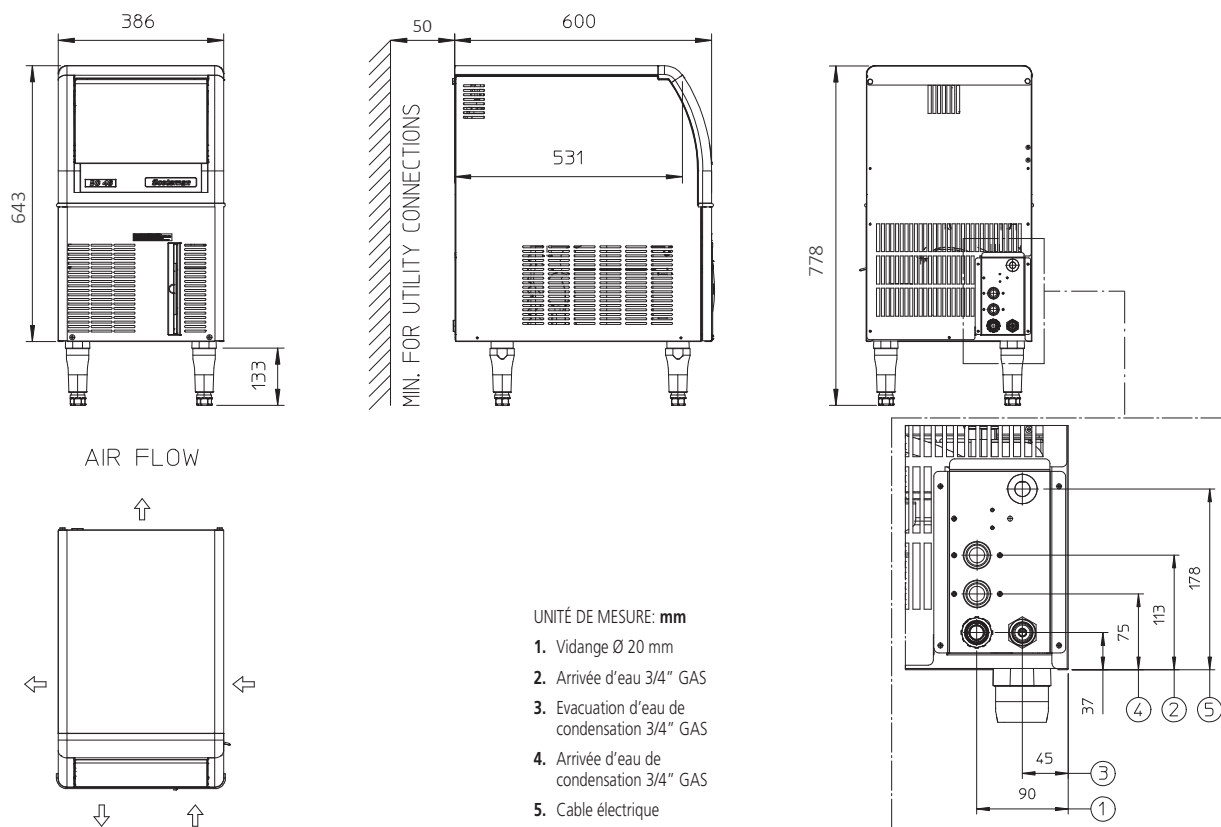 386
50
600
643
133
MIN. FOR UTILITY CONNECTIONS
531
Scotsman
778
AIR FLOW
UNITÉ DE MESURE: mm
1. Vidange Ø 20 mm
2. Arrivée d'eau 3/4" GAS
3. Evacuation d'eau de
condensation 3/4" GAS
4. Arrivée d'eau de
condensation 3/4" GAS
5. Cable électrique
37
75
113
178
4
2
5
45
3
90
1